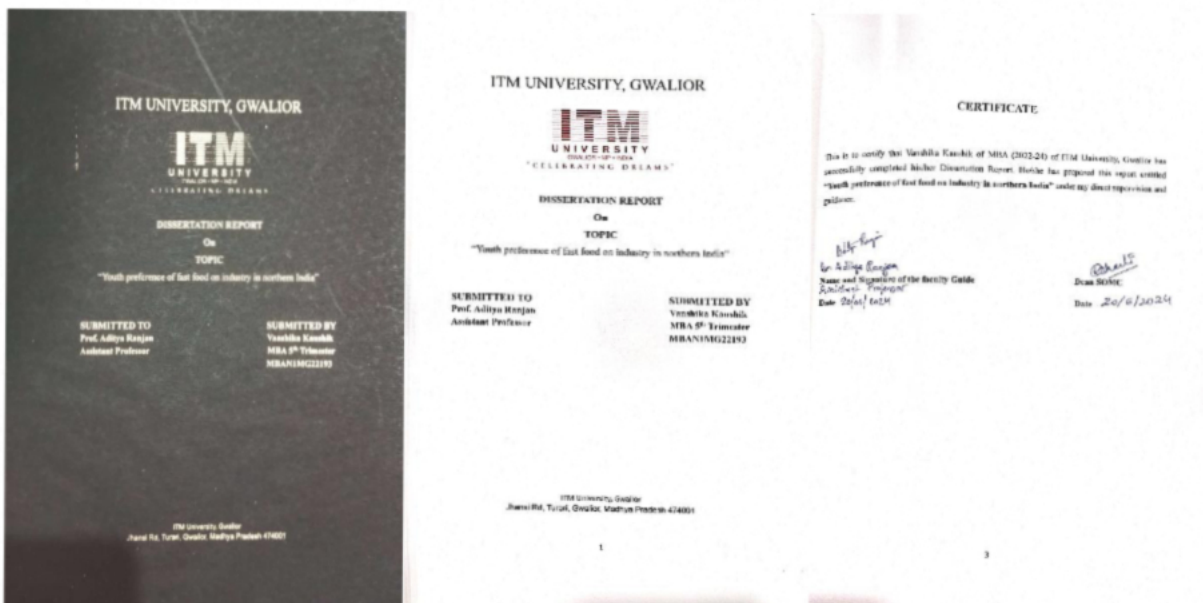 ITM UNIVERSITY, GWALIOR
ITM
UNIVERSITY
GWALIOR • MP • INDIA
CELEBRATING DREAMS
DISSERTATION REPORT
On
TOPIC
"Youth preference of fast food on industry in northern India"
SUBMITTED TO
Prof. Aditya Ranjan
Assistant Professor
SUBMITTED BY
Vanshika Kaushik
MBA 5th Trimester
MBAN1MG22193
ITM University, Gwalior
Jhansi Rd, Turari, Gwalior, Madhya Pradesh 474001
ITM UNIVERSITY, GWALIOR
ITM
UNIVERSITY
GWALIOR • MP • INDIA
"CELEBRATING DREAMS"
DISSERTATION REPORT
On
TOPIC
"Youth preference of fast food on industry in northern India"
SUBMITTED TO
Prof. Aditya Ranjan
Assistant Professor
SUBMITTED BY
Vanshika Kaushik
MBA 5th Trimester
MBAN1MG22193
ITM University, Gwalior
Jhansi Rd, Turari, Gwalior, Madhya Pradesh 474001
1
CERTIFICATE
This is to certify that Vanshika Kaushik of MBA (2022-24) of ITM University, Gwalior has
successfully completed his/her Dissertation Report. He/she has prepared this report entitled
"Youth preference of fast food on industry in northern India" under my direct supervision and
guidance.
Dr. Aditya Ranjan
Name and Signature of the faculty Guide
Assistant Professor
Date
Dean
Date 20/6/2024
3